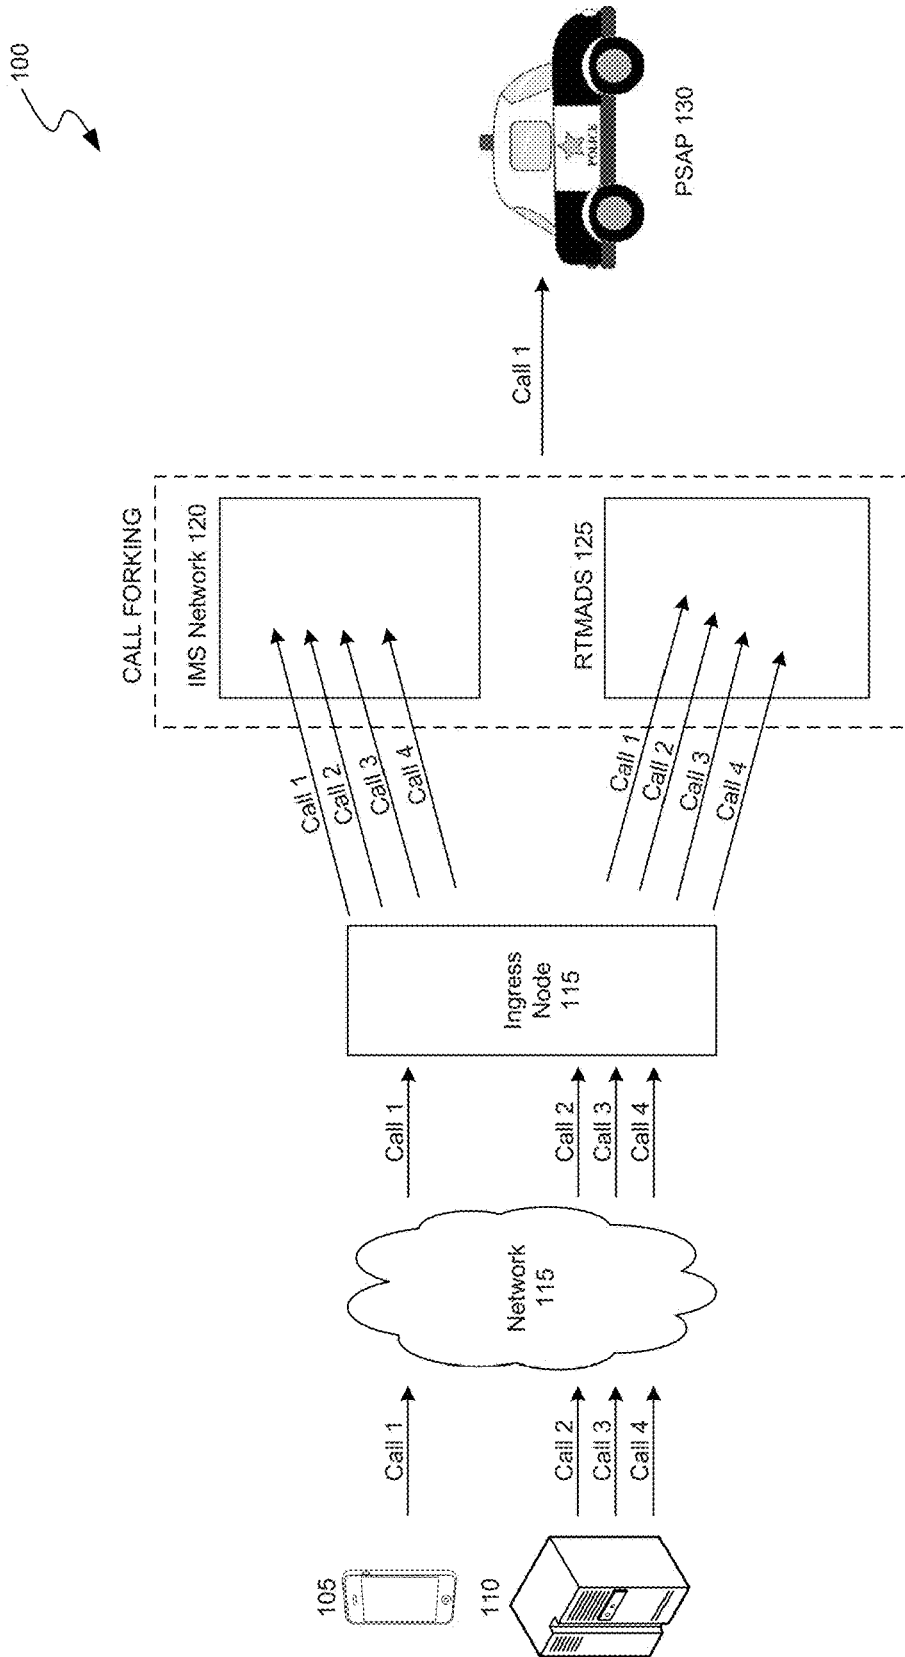 100
CALL FORKING
105
Call 1
Call 1
Call 1
Call 2
Call 3
Call 4
IMS Network 120
Call 1
PSAP 130
POLICE
110
Call 2
Call 3
Call 4
Network
115
Call 2
Call 3
Call 4
Ingress
Node
115
Call 1
Call 2
Call 3
Call 4
RTMADS 125